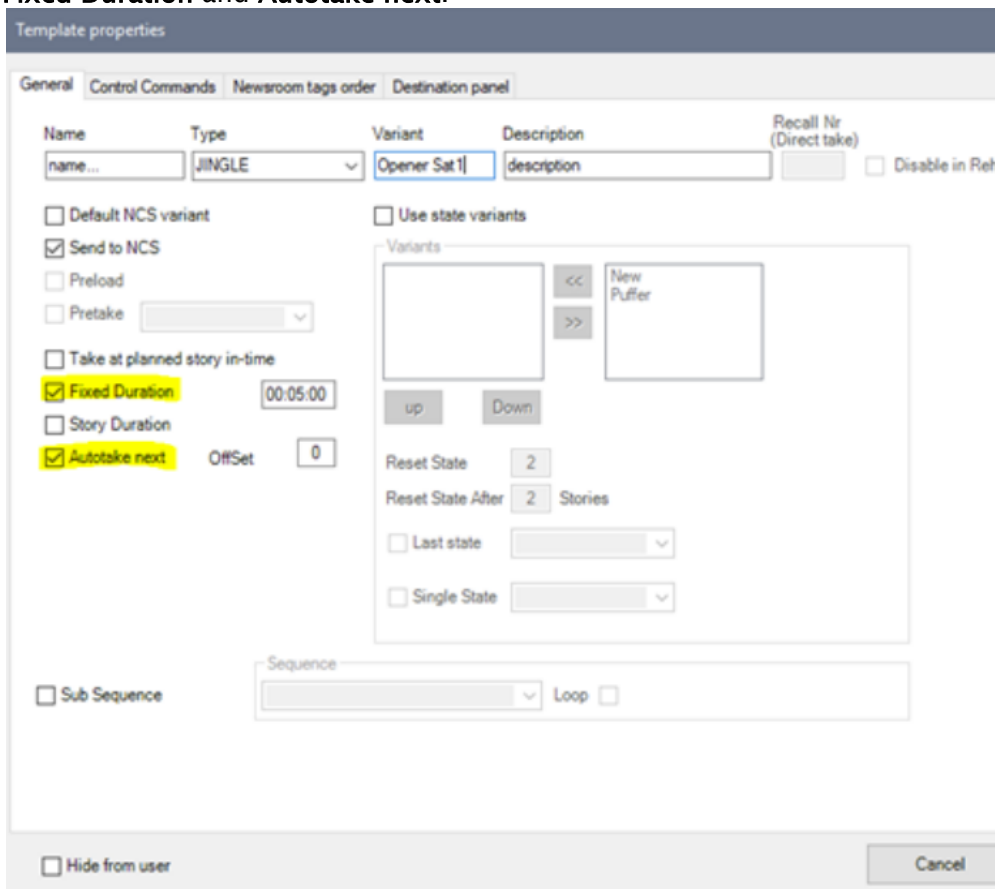 Fixed Duration and Autotake next.
Template properties
General Control Commands Newsroom tags order Destination panel
Name Type Variant Description Recall Nr (Direct take)
name... JINGLE Opener Sat1 description Disable in Reh
Default NCS variant Use state variants
Send to NCS Variants
Preload << New
Puffer
Pretake >>
Take at planned story in-time
Fixed Duration 00:05:00 up Down
Story Duration
Autotake next OffSet 0 Reset State 2
Reset State After 2 Stories
Last state
Single State
Sequence
Sub Sequence Loop
Hide from user Cancel